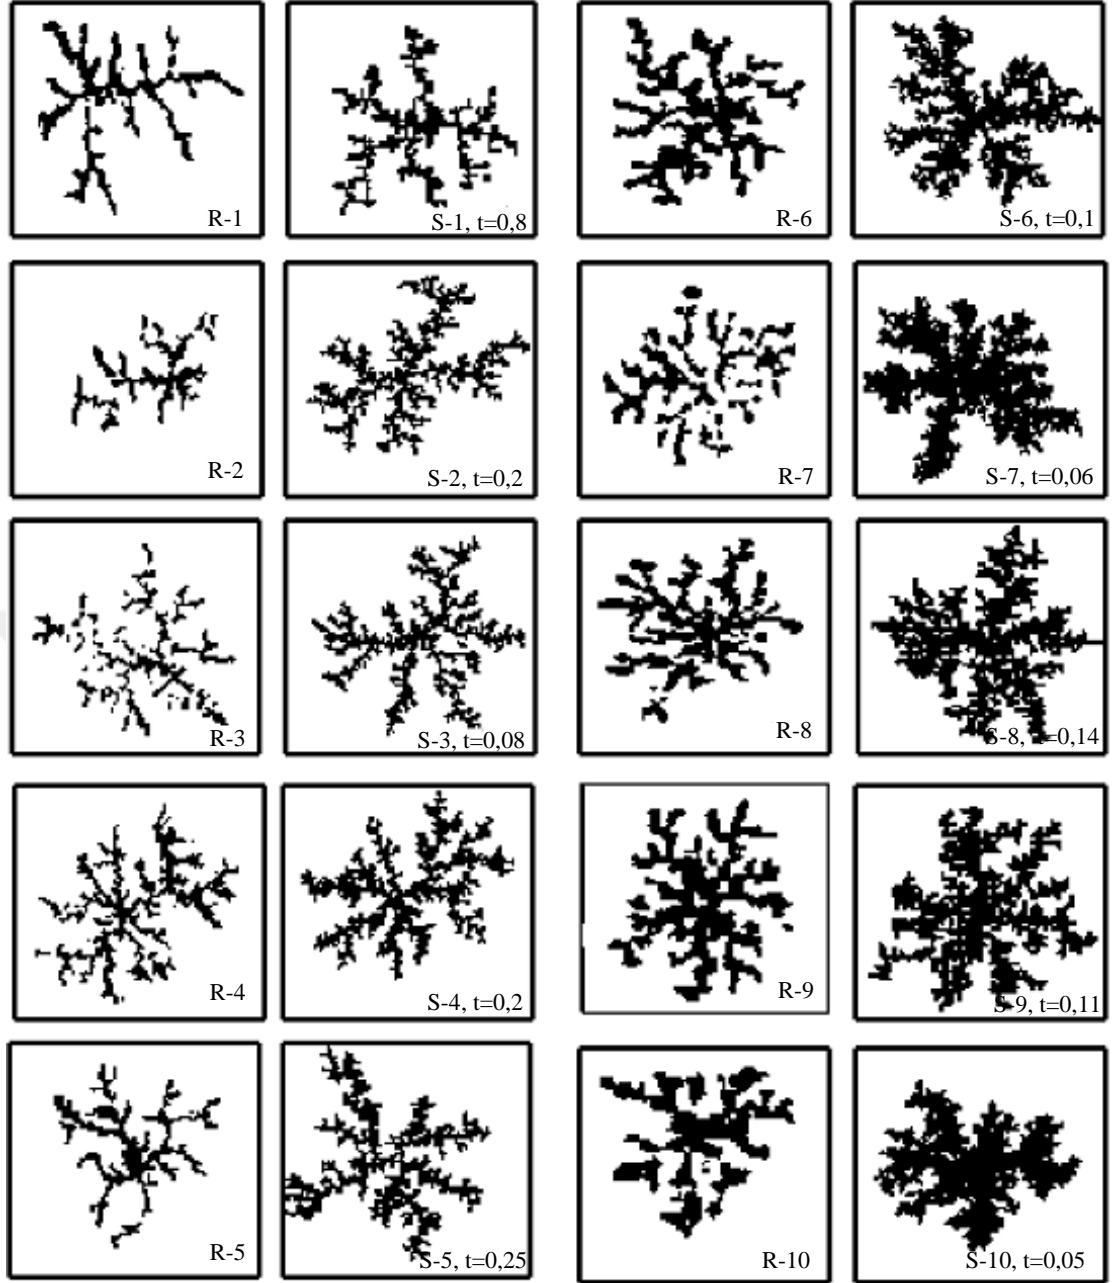 R-1
S-1, t=0,8
R-6
S-6, t=0,1
R-2
S-2, t=0,2
R-7
S-7, t=0,06
R-3
S-3, t=0,08
R-8
S-8, t=0,14
R-4
S-4, t=0,2
R-9
S-9, t=0,11
R-5
S-5, t=0,25
R-10
S-10, t=0,05